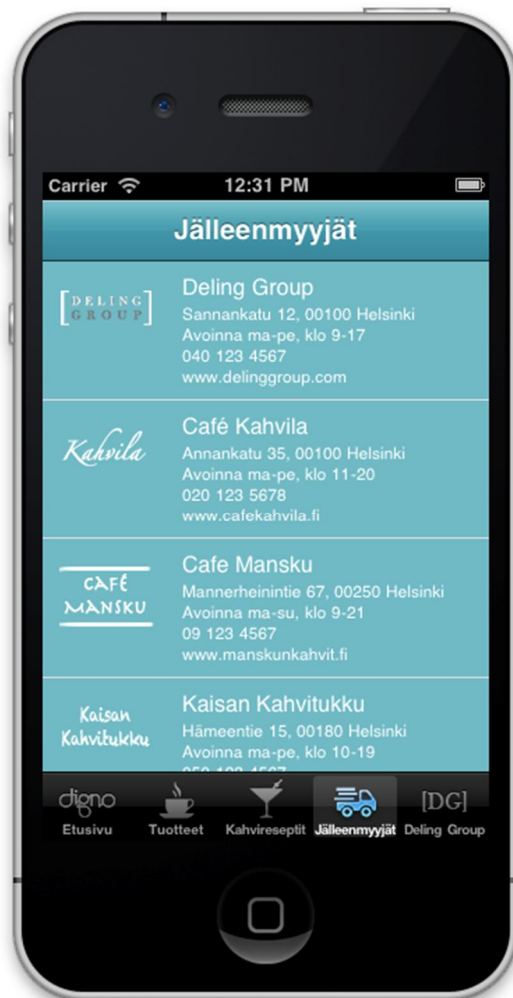 Carrier 12:31 PM
Jälleenmyyjät
[DELING GROUP]
Deling Group
Sannankatu 12, 00100 Helsinki
Avoinna ma-pe, klo 9-17
040 123 4567
www.delinggroup.com
Kahvila
Café Kahvila
Annankatu 35, 00100 Helsinki
Avoinna ma-pe, klo 11-20
020 123 5678
www.cafekahvila.fi
CAFÉ
MANSKU
Cafe Mansku
Mannerheinintie 67, 00250 Helsinki
Avoinna ma-su, klo 9-21
09 123 4567
www.manskunkahvit.fi
Kaisan
Kahvitukku
Kaisan Kahvitukku
Hämeentie 15, 00180 Helsinki
Avoinna ma-pe, klo 10-19
050 123 4567
digno [DG]
Etusivu Tuotteet Kahvireseptit Jälleenmyyjät Deling Group